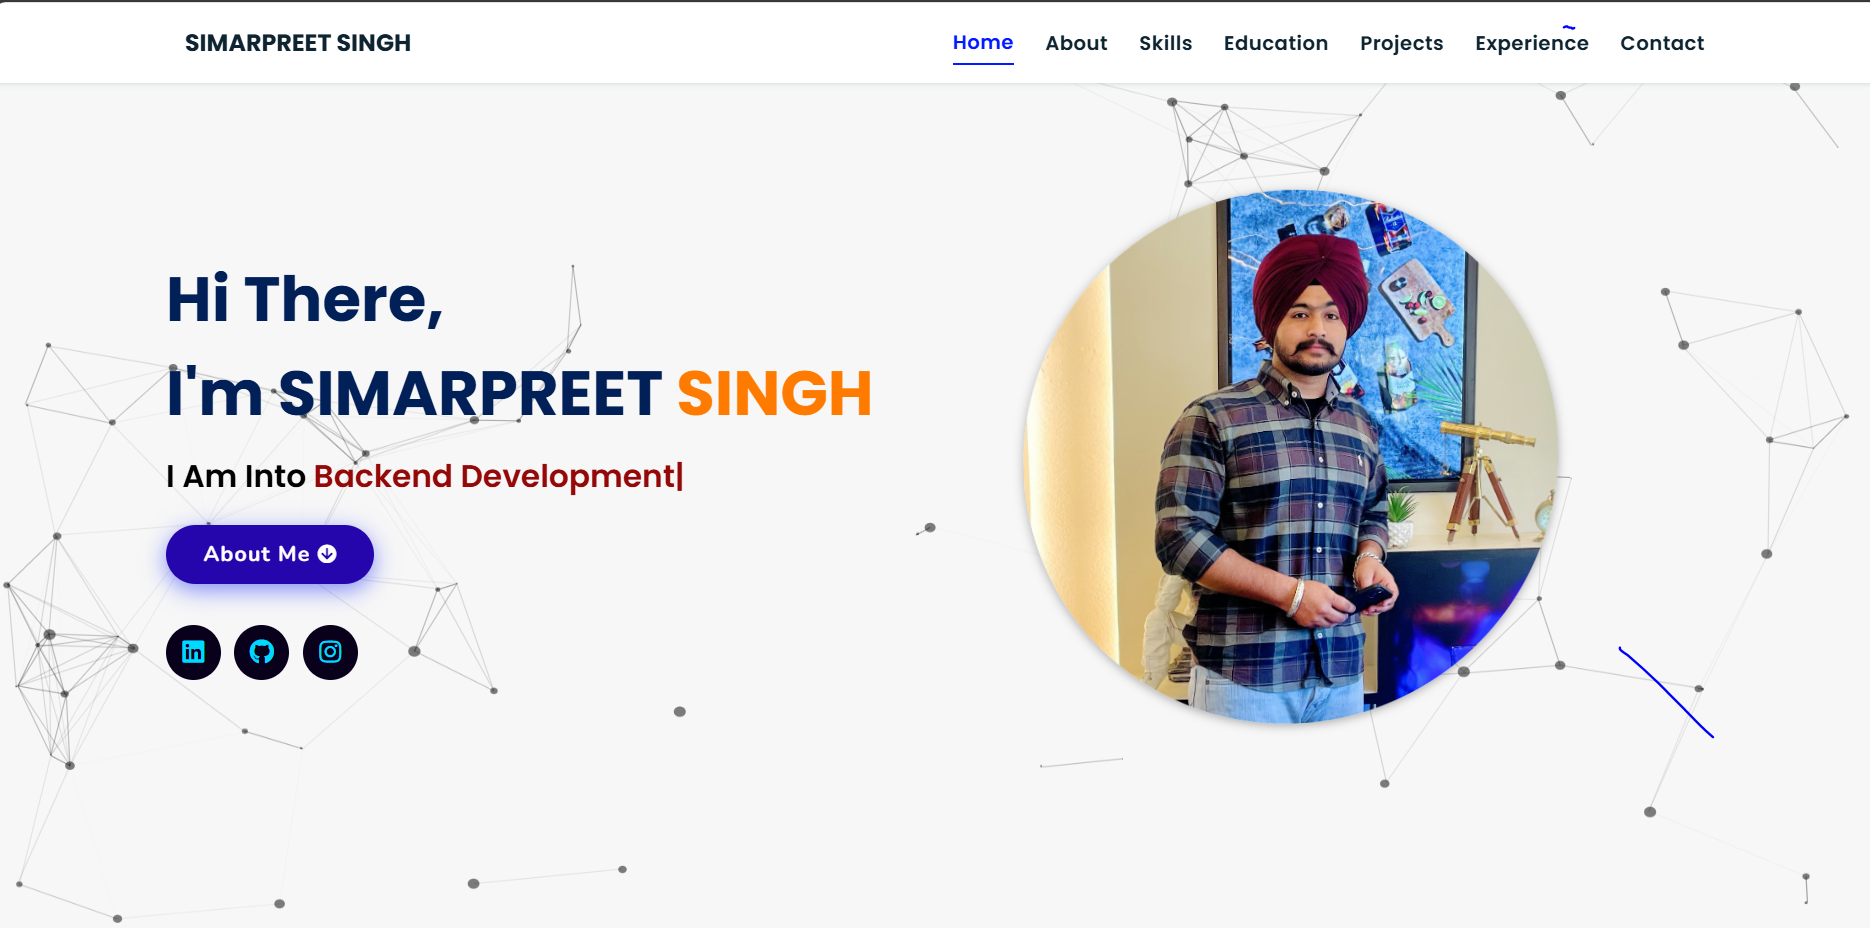 SIMARPREET SINGH
Home About Skills Education Projects Experience Contact
Hi There,
I'm SIMARPREET SINGH
I Am Into Backend Development|
About Me